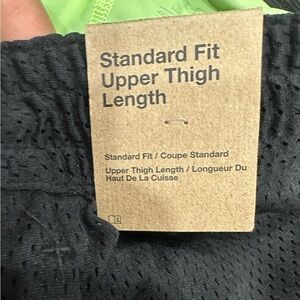 Standard Fit
Upper Thigh
Length
Standard Fit / Coupe Standard
Upper Thigh Length / Longueur Du
Haut De La Cuisse